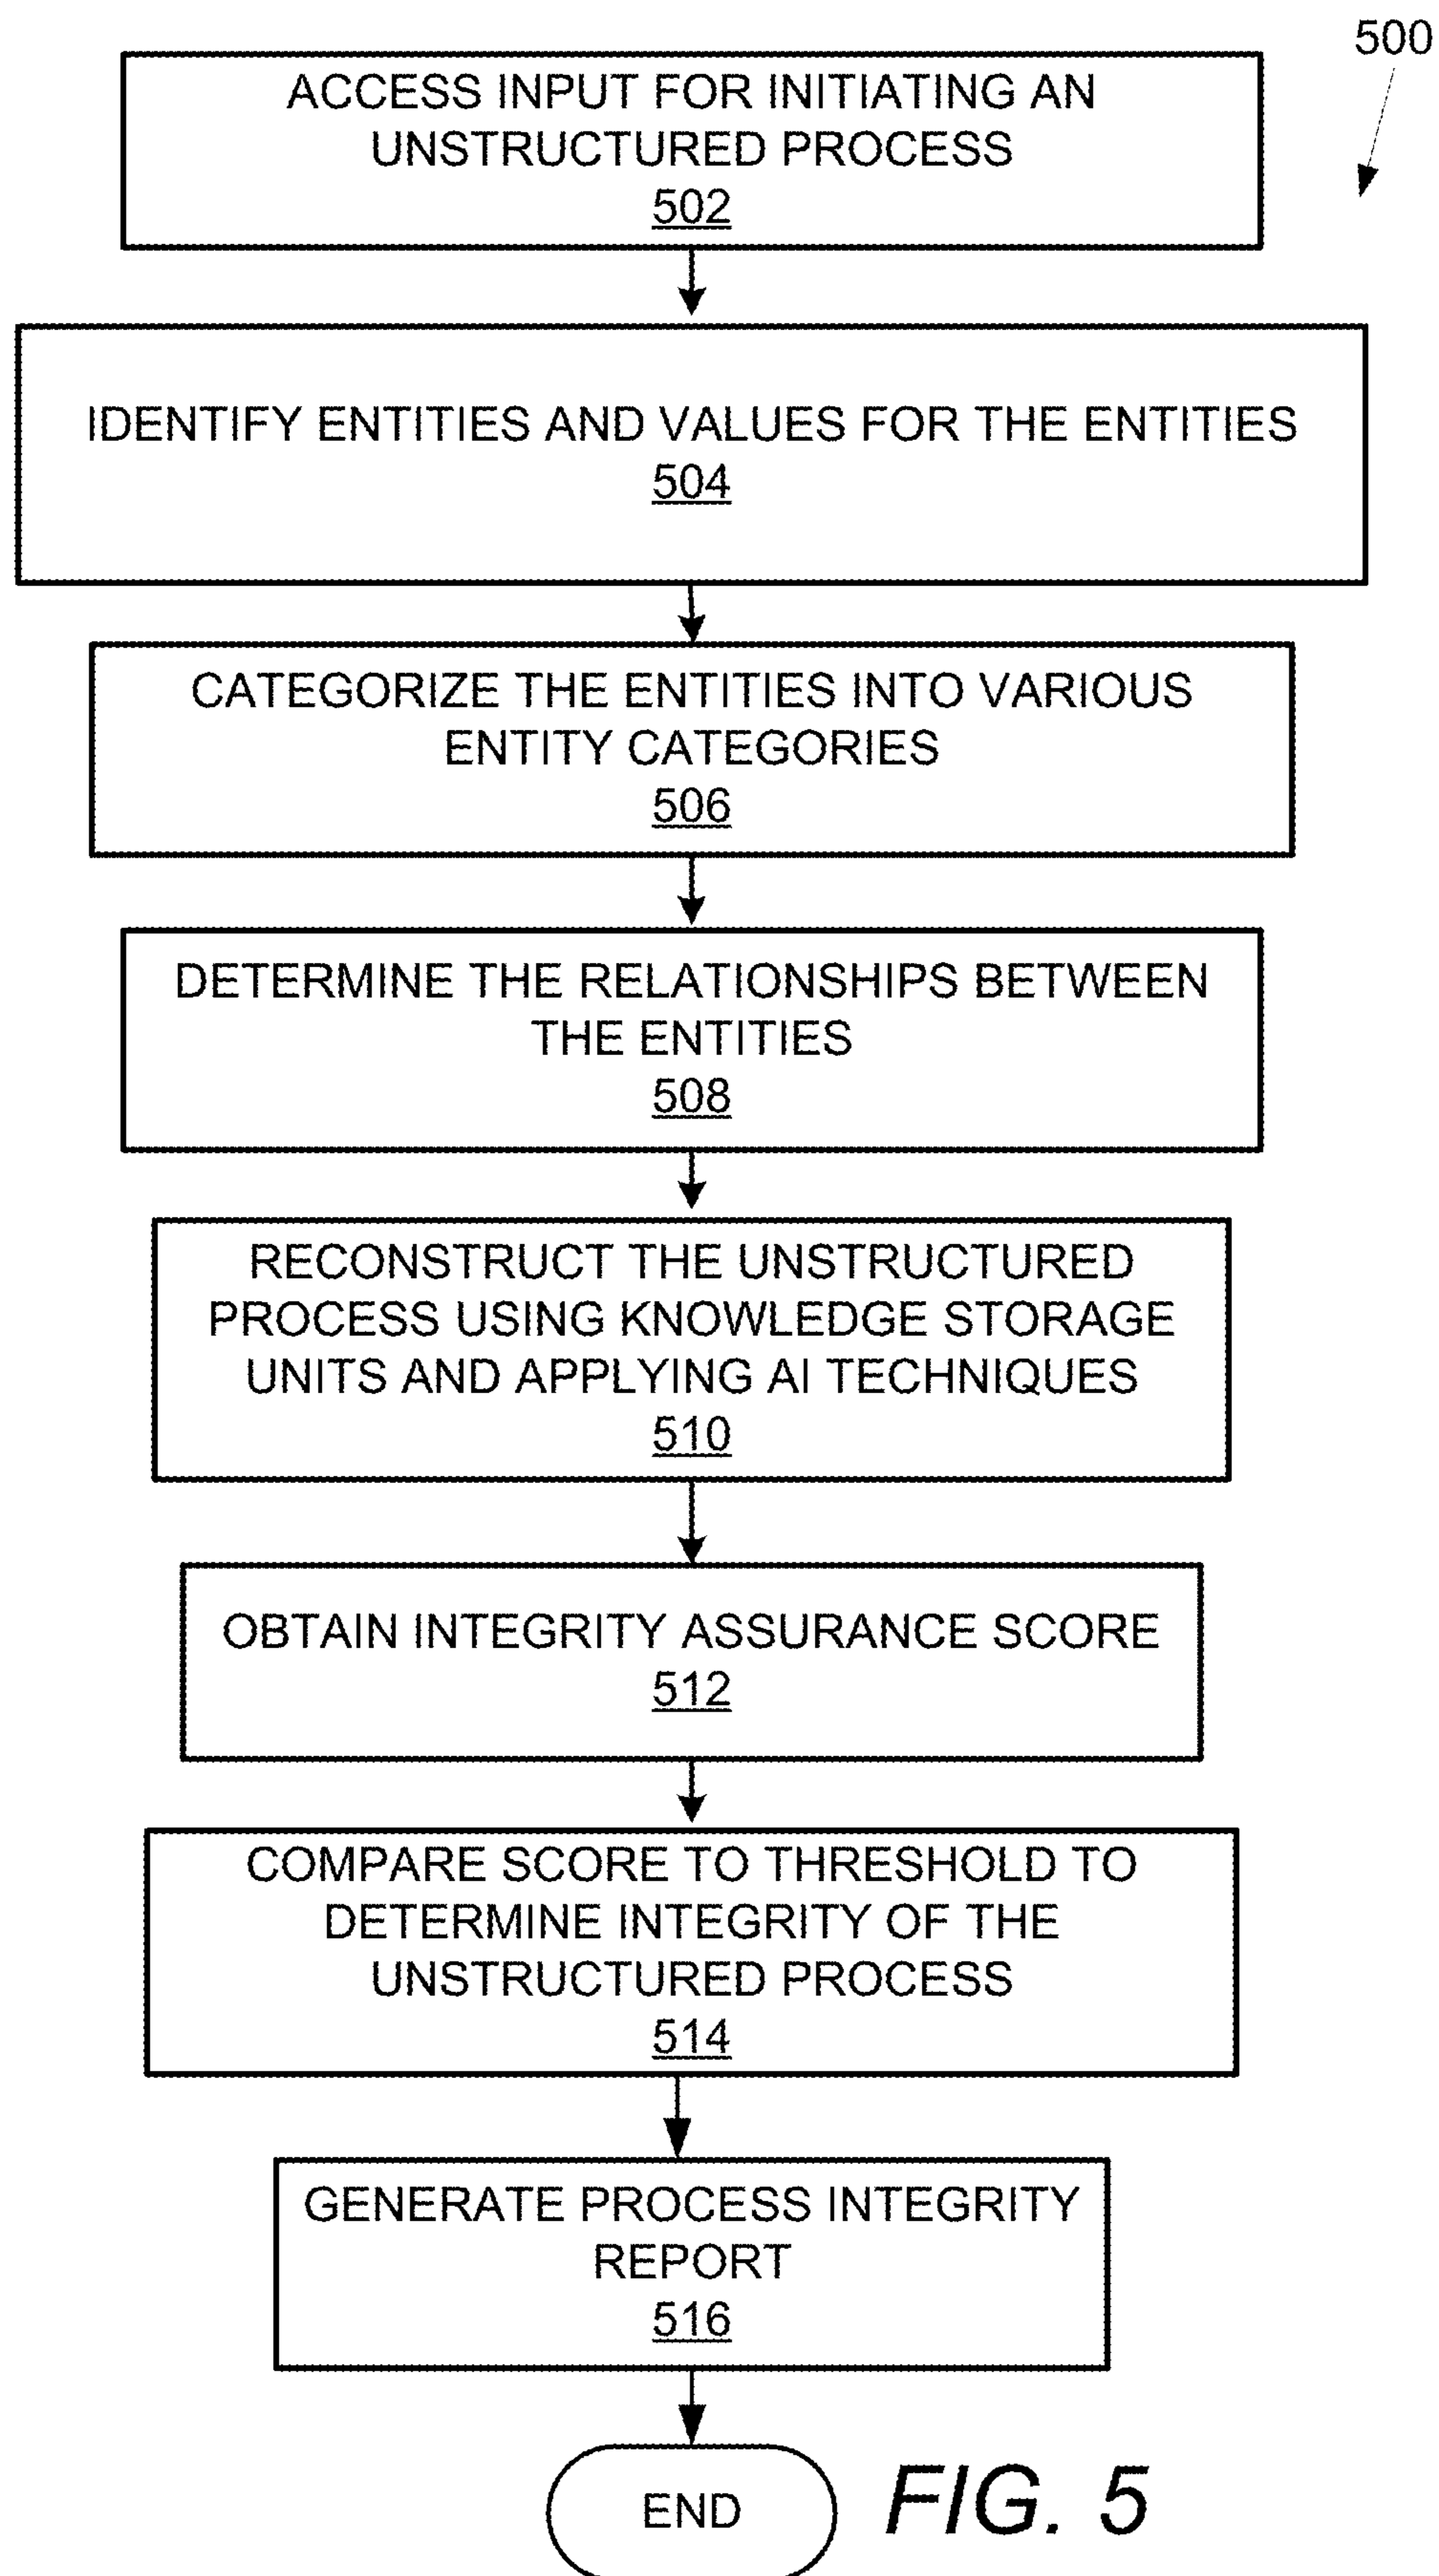 500
ACCESS INPUT FOR INITIATING AN
UNSTRUCTURED PROCESS
502
IDENTIFY ENTITIES AND VALUES FOR THE ENTITIES
504
CATEGORIZE THE ENTITIES INTO VARIOUS
ENTITY CATEGORIES
506
DETERMINE THE RELATIONSHIPS BETWEEN
THE ENTITIES
508
RECONSTRUCT THE UNSTRUCTURED
PROCESS USING KNOWLEDGE STORAGE
UNITS AND APPLYING AI TECHNIQUES
510
OBTAIN INTEGRITY ASSURANCE SCORE
512
COMPARE SCORE TO THRESHOLD TO
DETERMINE INTEGRITY OF THE
UNSTRUCTURED PROCESS
514
GENERATE PROCESS INTEGRITY
REPORT
516
END
FIG. 5